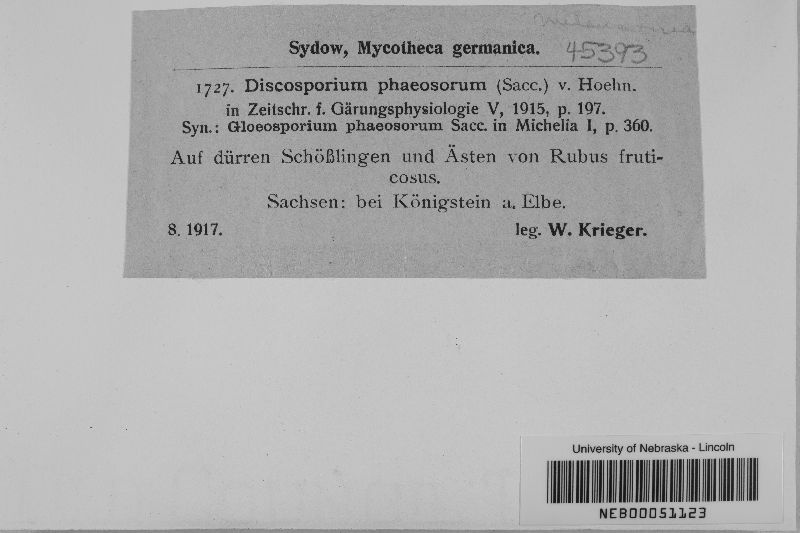 Sydow, Mycotheca germanica. 45393
1727. Discosporium phaeosorum (Sacc.) v. Hoehn.
in Zeitschr. f. Gärungsphysiologie V, 1915, p. 197.
Syn.: Gloeosporium phaeosorum Sacc. in Michelia I, p. 360.
Auf dürren Schößlingen und Ästen von Rubus fruti-
cosus.
Sachsen: bei Königstein a. Elbe.
8. 1917. leg. W. Krieger.
University of Nebraska - Lincoln
NEB00051123